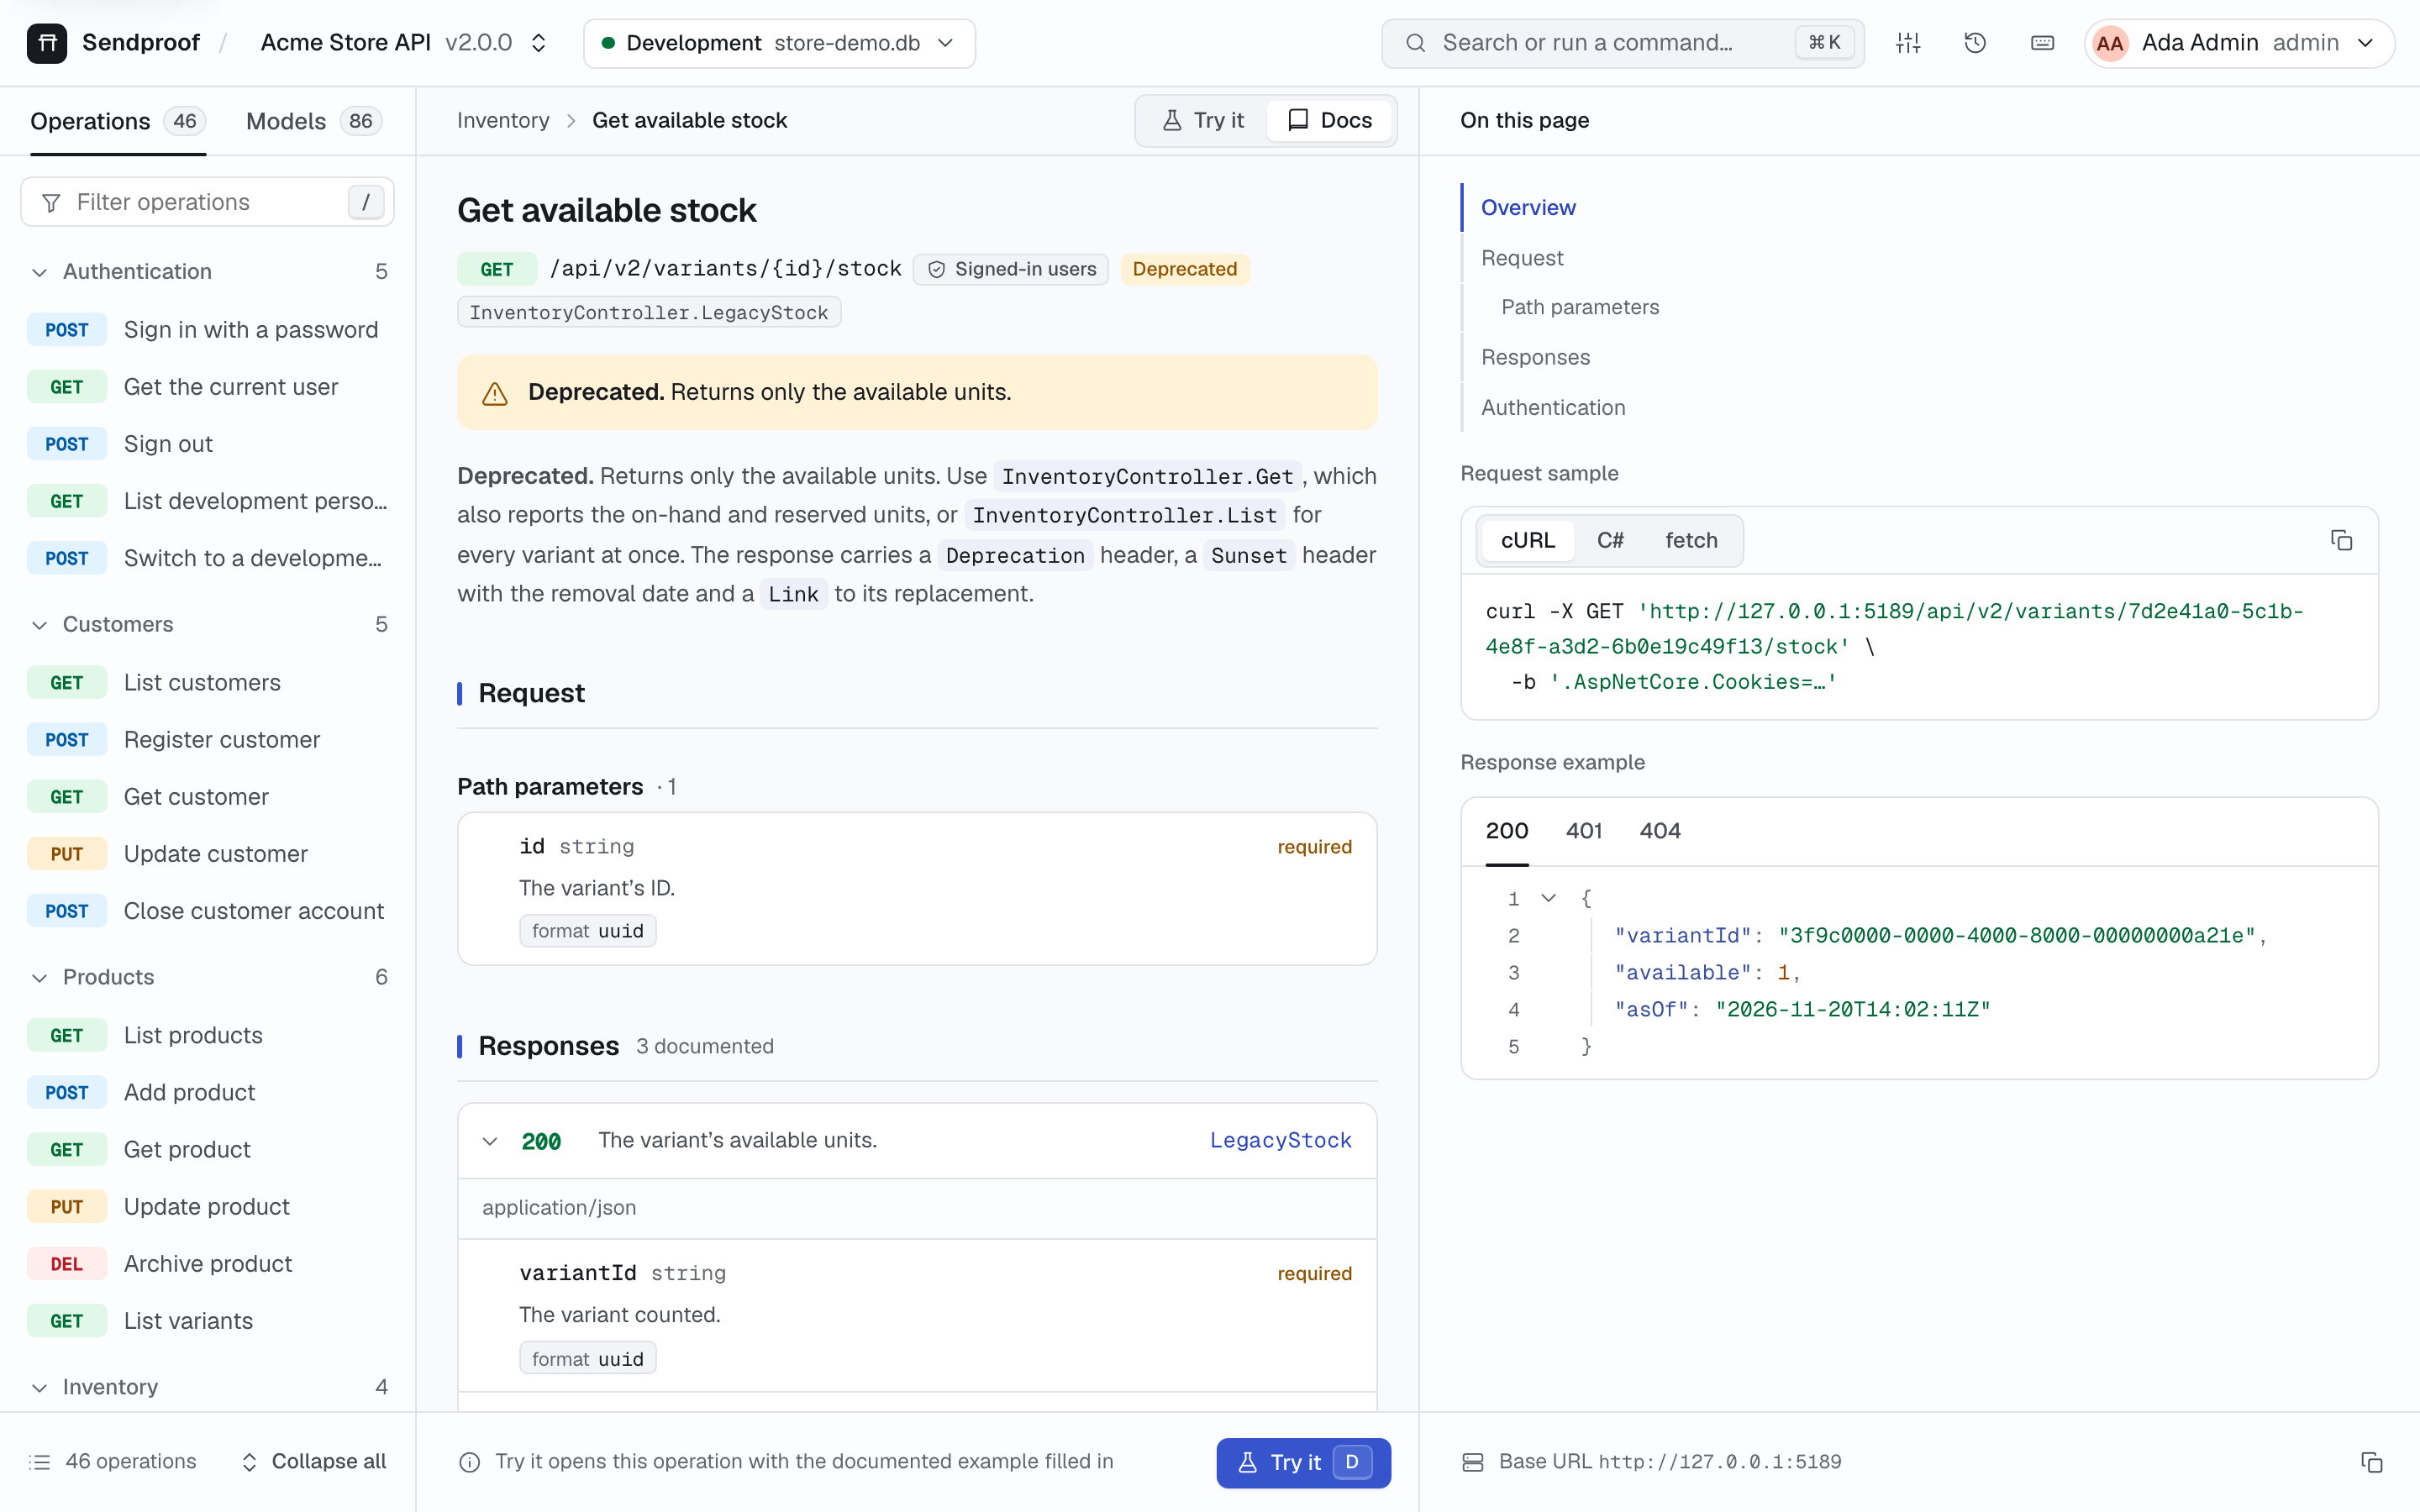 Sendproof / Acme Store API v2.0.0
Development store-demo.db
Search or run a command… ⌘K
AA Ada Admin admin
Operations 46 Models 86
Filter operations /
Authentication 5
POST Sign in with a password
GET Get the current user
POST Sign out
GET List development perso…
POST Switch to a developme…
Customers 5
GET List customers
POST Register customer
GET Get customer
PUT Update customer
POST Close customer account
Products 6
GET List products
POST Add product
GET Get product
PUT Update product
DEL Archive product
GET List variants
Inventory 4
46 operations Collapse all
Inventory > Get available stock
Try it Docs
Get available stock
GET /api/v2/variants/{id}/stock Signed-in users Deprecated
InventoryController.LegacyStock
Deprecated. Returns only the available units.
Deprecated. Returns only the available units. Use InventoryController.Get, which
also reports the on-hand and reserved units, or InventoryController.List for
every variant at once. The response carries a Deprecation header, a Sunset header
with the removal date and a Link to its replacement.
Request
Path parameters · 1
id string required
The variant’s ID.
format uuid
Responses 3 documented
200 The variant’s available units. LegacyStock
application/json
variantId string required
The variant counted.
format uuid
Try it opens this operation with the documented example filled in
Try it D
On this page
Overview
Request
Path parameters
Responses
Authentication
Request sample
cURL C# fetch
curl -X GET 'http://127.0.0.1:5189/api/v2/variants/7d2e41a0-5c1b-
4e8f-a3d2-6b0e19c49f13/stock' \
-b '.AspNetCore.Cookies=…'
Response example
200 401 404
1 {
2 "variantId": "3f9c0000-0000-4000-8000-00000000a21e",
3 "available": 1,
4 "asOf": "2026-11-20T14:02:11Z"
5 }
Base URL http://127.0.0.1:5189